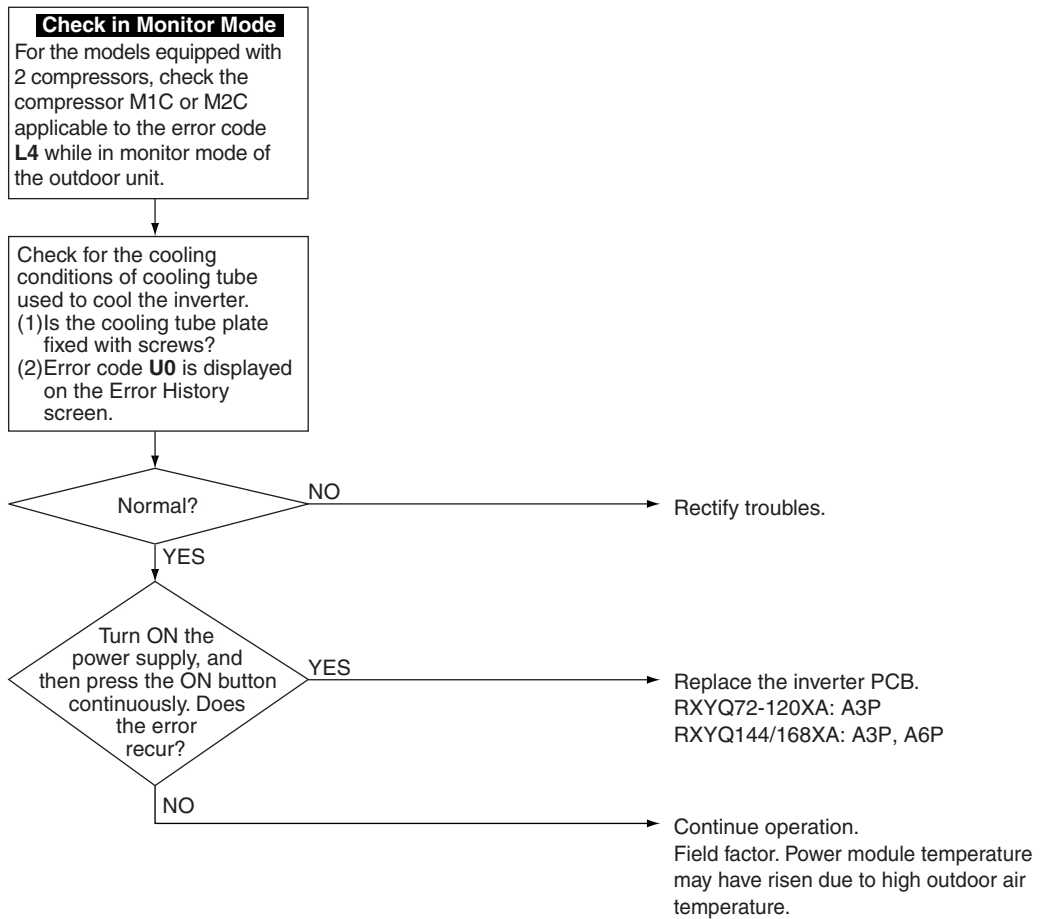 Check in Monitor Mode
For the models equipped with
2 compressors, check the
compressor M1C or M2C
applicable to the error code
L4 while in monitor mode of
the outdoor unit.
Check for the cooling
conditions of cooling tube
used to cool the inverter.
(1)Is the cooling tube plate
fixed with screws?
(2)Error code U0 is displayed
on the Error History
screen.
Normal?
NO
Rectify troubles.
YES
Turn ON the
power supply, and
then press the ON button
continuously. Does
the error
recur?
YES
Replace the inverter PCB.
RXYQ72-120XA: A3P
RXYQ144/168XA: A3P, A6P
NO
Continue operation.
Field factor. Power module temperature
may have risen due to high outdoor air
temperature.